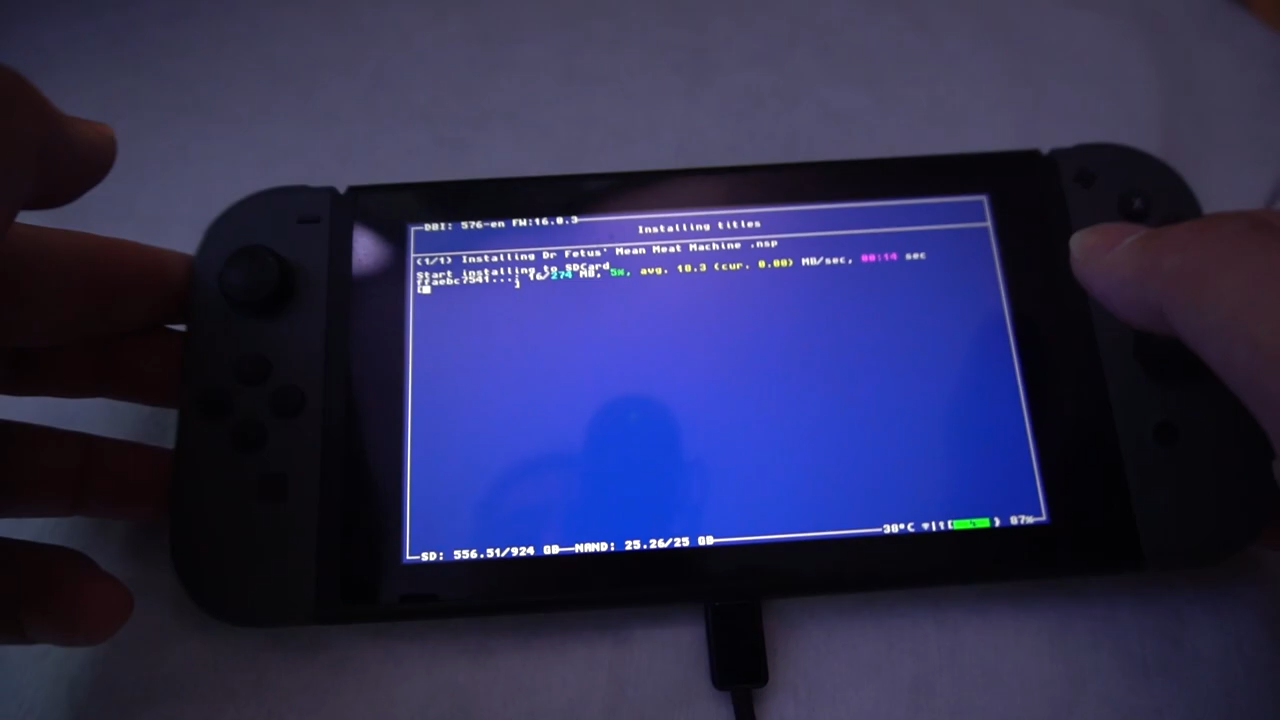 DBI: 576-en FW:16.0.3
Installing titles
(1/1) Installing Dr Fetus' Mean Meat Machine .nsp
Start installing to SDCard
16/274 MB, 5%, avg. 18.3 (cur. 0.00) MB/sec, 00:14 sec
SD: 556.51/924 GB NAND: 25.26/25 GB
38°C 87%